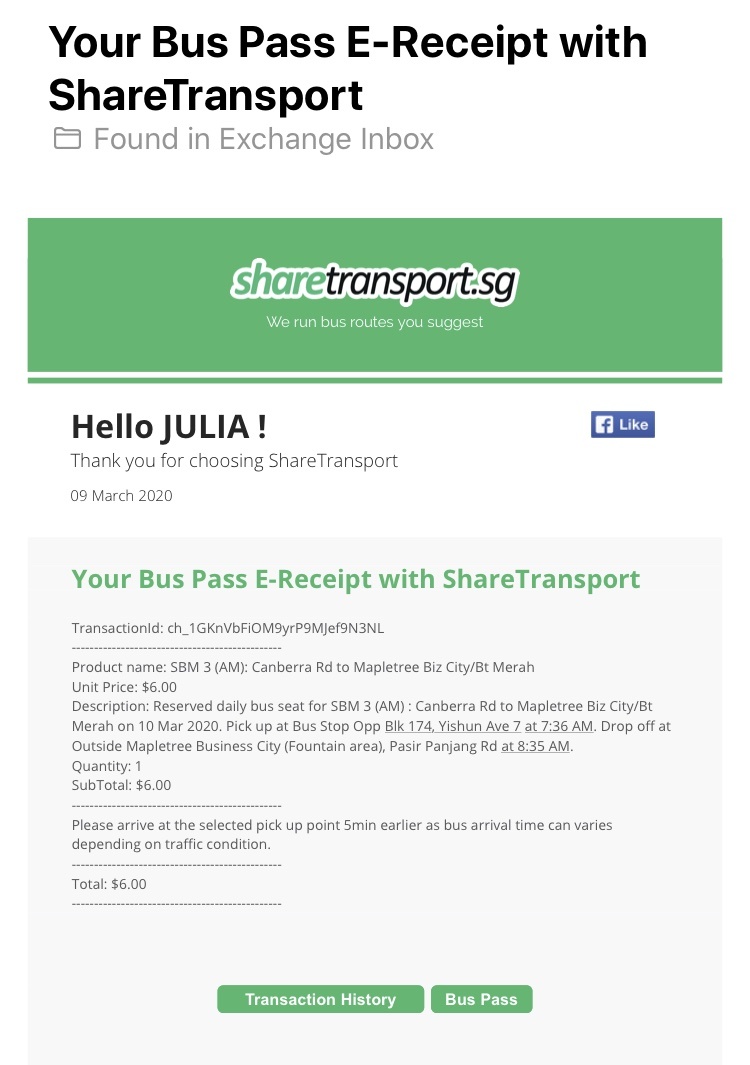 Your Bus Pass E-Receipt with
ShareTransport
Found in Exchange Inbox
sharetransport.sg
We run bus routes you suggest
Hello JULIA !
Like
Thank you for choosing ShareTransport
09 March 2020
Your Bus Pass E-Receipt with ShareTransport
TransactionId: ch_1GKnVbFiOM9yrP9MJef9N3NL
-----------------------------------------------
Product name: SBM 3 (AM): Canberra Rd to Mapletree Biz City/Bt Merah
Unit Price: $6.00
Description: Reserved daily bus seat for SBM 3 (AM) : Canberra Rd to Mapletree Biz City/Bt
Merah on 10 Mar 2020. Pick up at Bus Stop Opp Blk 174, Yishun Ave 7 at 7:36 AM. Drop off at
Outside Mapletree Business City (Fountain area), Pasir Panjang Rd at 8:35 AM.
Quantity: 1
SubTotal: $6.00
-----------------------------------------------
Please arrive at the selected pick up point 5min earlier as bus arrival time can varies
depending on traffic condition.
-----------------------------------------------
Total: $6.00
-----------------------------------------------
Transaction History
Bus Pass